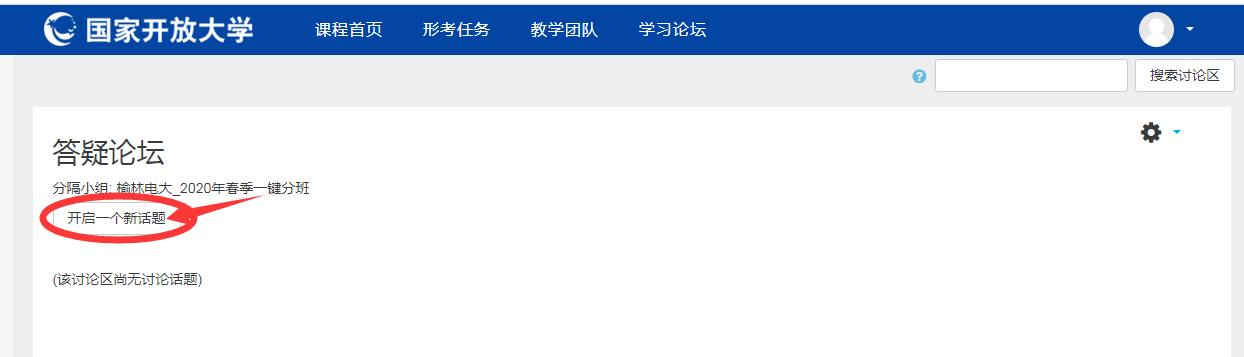 国家开放大学 课程首页 形考任务 教学团队 学习论坛
搜索讨论区
答疑论坛
分隔小组: 榆林电大_2020年春季一键分班
开启一个新话题
(该讨论区尚无讨论话题)